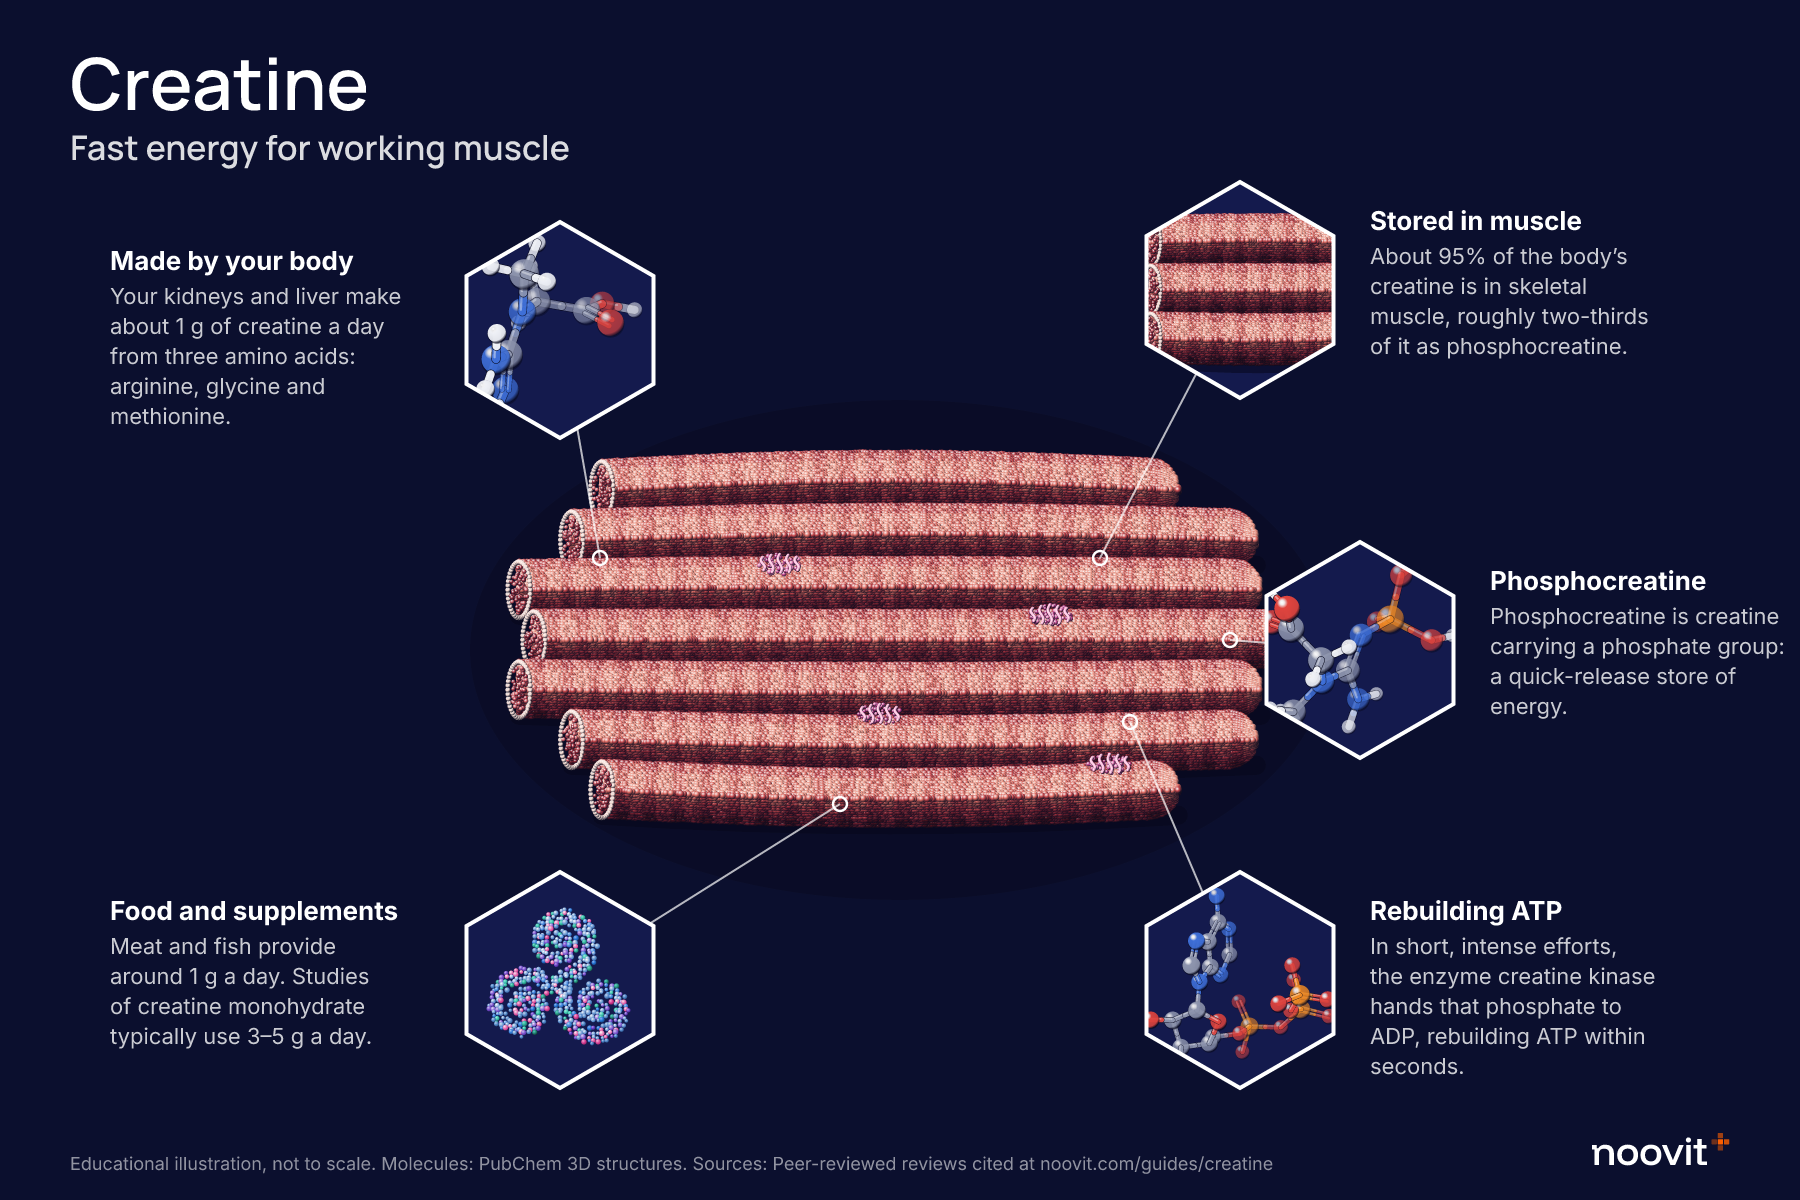 Creatine
Fast energy for working muscle
Made by your body
Your kidneys and liver make
about 1 g of creatine a day
from three amino acids:
arginine, glycine and
methionine.
Stored in muscle
About 95% of the body’s
creatine is in skeletal
muscle, roughly two-thirds
of it as phosphocreatine.
Phosphocreatine
Phosphocreatine is creatine
carrying a phosphate group:
a quick-release store of
energy.
Food and supplements
Meat and fish provide
around 1 g a day. Studies
of creatine monohydrate
typically use 3–5 g a day.
Rebuilding ATP
In short, intense efforts,
the enzyme creatine kinase
hands that phosphate to
ADP, rebuilding ATP within
seconds.
Educational illustration, not to scale. Molecules: PubChem 3D structures. Sources: Peer-reviewed reviews cited at noovit.com/guides/creatine
noovit